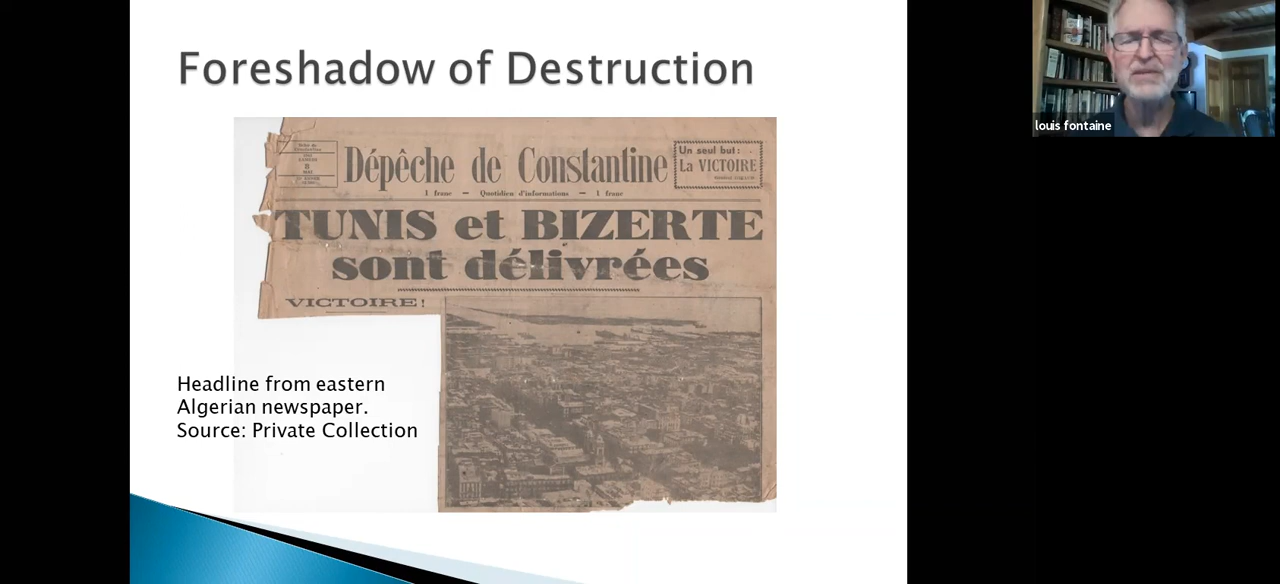 Foreshadow of Destruction
louis fontaine
Dépêche de Constantine
1 franc — Quotidien d'informations — 1 franc
Un seul but:
La VICTOIRE
TUNIS et BIZERTE
sont délivrées
VICTOIRE!
Headline from eastern
Algerian newspaper.
Source: Private Collection